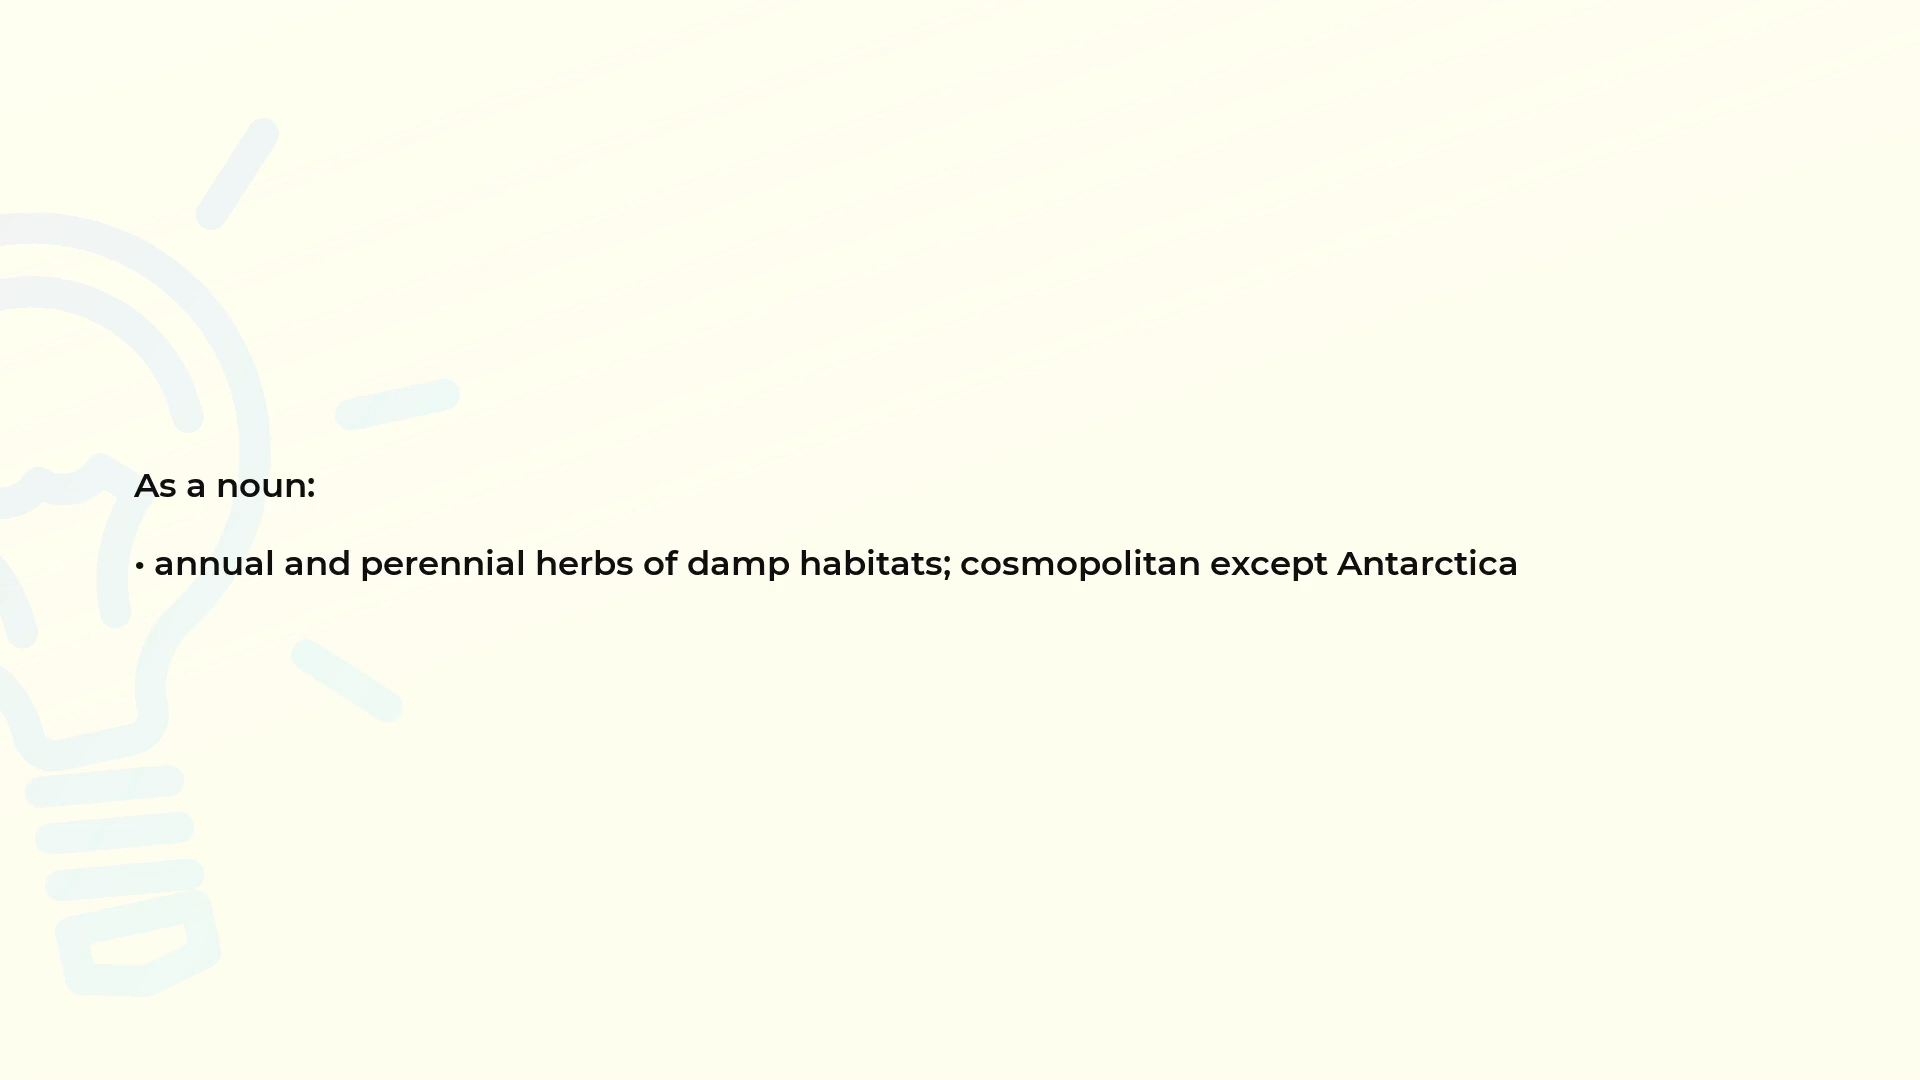 As a noun:
• annual and perennial herbs of damp habitats; cosmopolitan except Antarctica